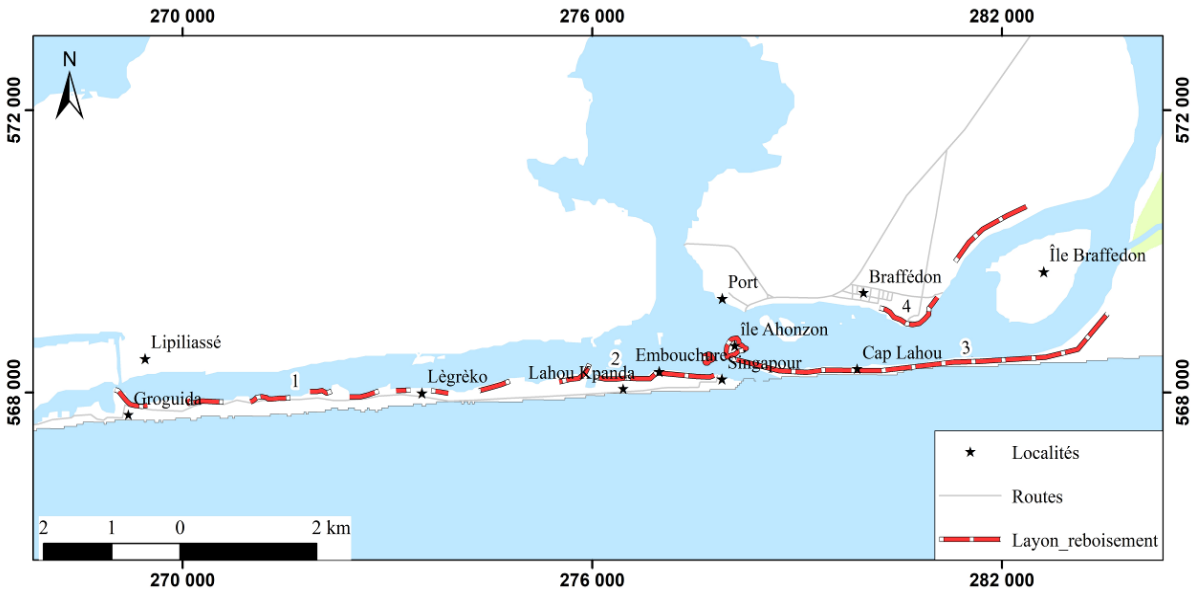 270 000 276 000 282 000
N
572 000 572 000
Île Braffedon
Port Braffédon
4
île Ahonzon
Lipiliassé
2 Embouchure 3
Singapour Cap Lahou
1 Lègrèko Lahou Kpanda
568 000 568 000
Groguida
Localités
Routes
Layon_reboisement
2 1 0 2 km
270 000 276 000 282 000